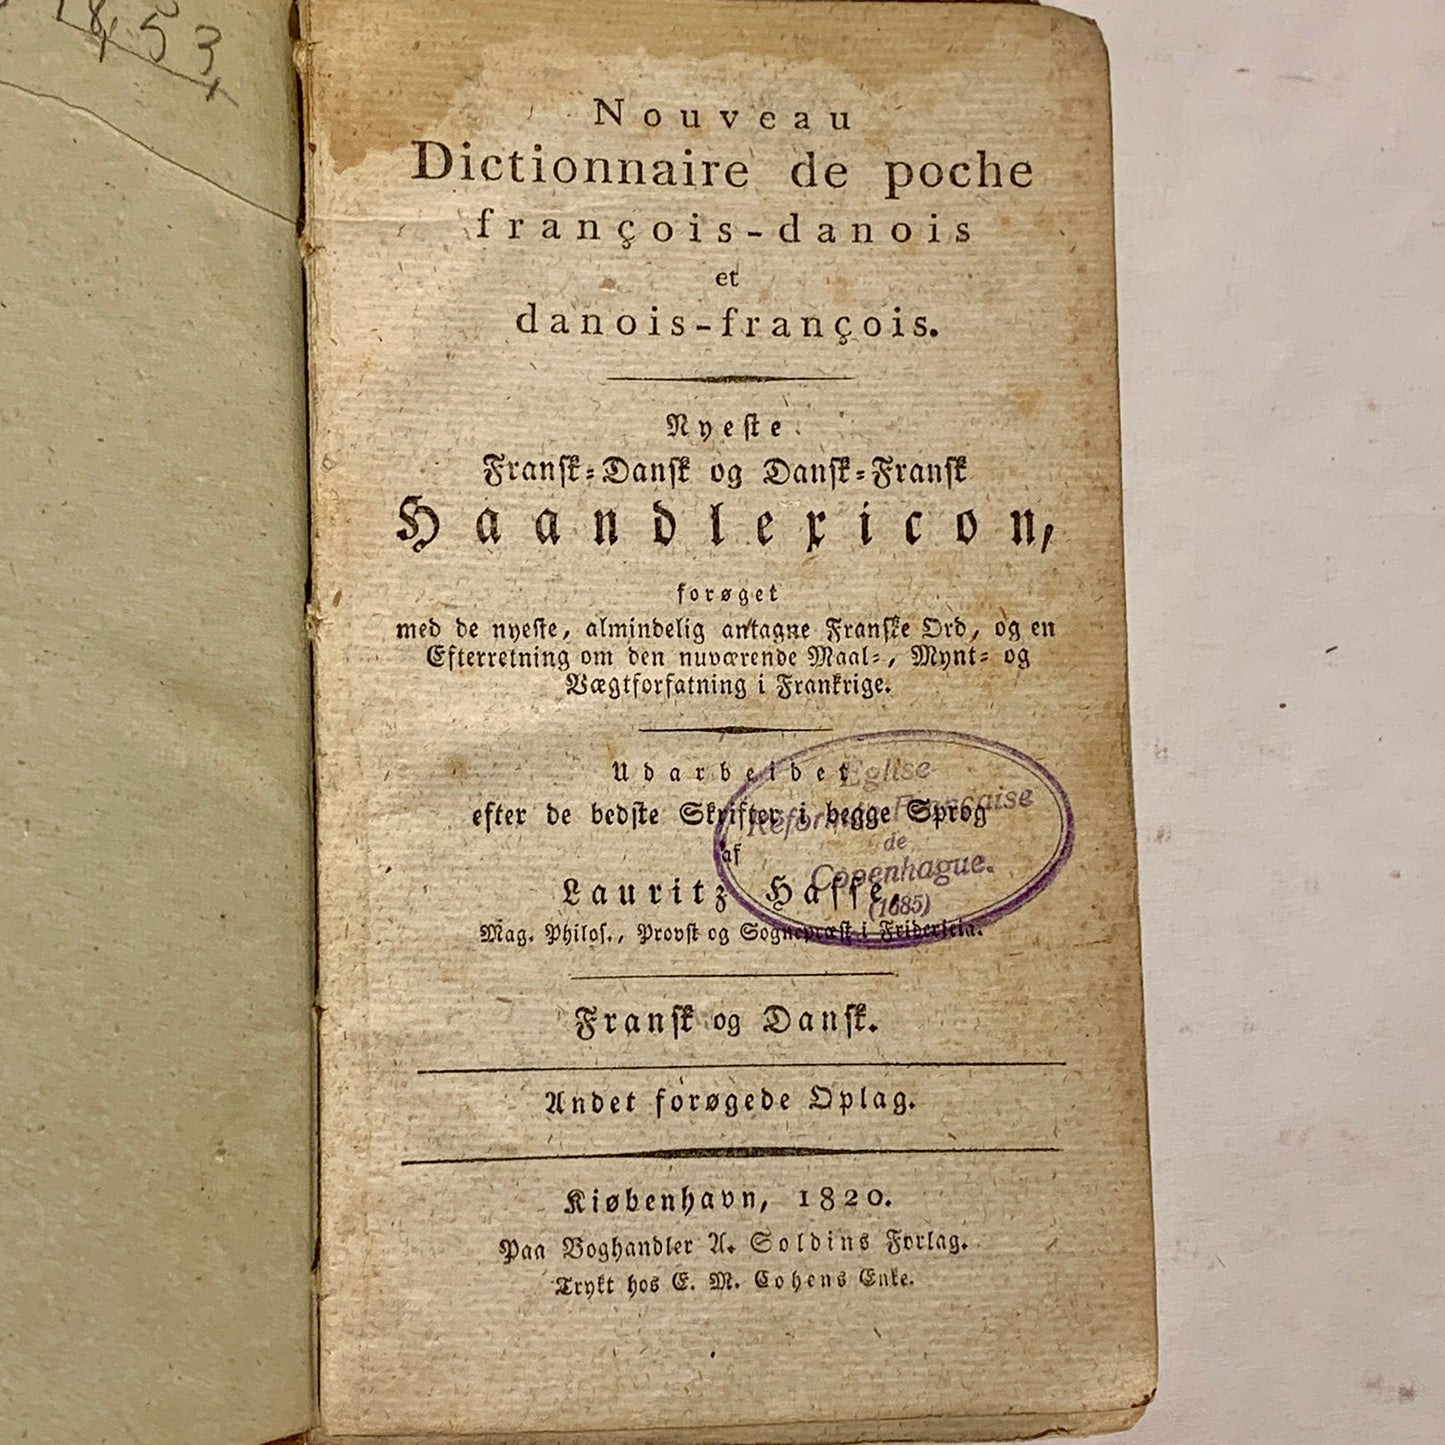 1853
Nouveau
Dictionnaire de poche
françois-danois
et
danois-françois.
Nyeste
Fransk-Dansk og Dansk-Fransk
Haandlexicon,
forøget
med de nyeste, almindelig antagne Franske Ord, og en
Efterretning om den nuværende Maal-, Mynt- og
Vægtforfatning i Frankrige.
Udarbeidet
efter de bedste Skrifter i begge Sprog
af
Lauritz Hasse,
Mag. Philos., Provst og Sognepræst i Fridericia.
Eglise
Réformée Française
de
Copenhague.
(1685)
Fransk og Dansk.
Andet forøgede Oplag.
Kiøbenhavn, 1820.
Paa Boghandler A. Soldins Forlag.
Trykt hos E. M. Cohens Enke.